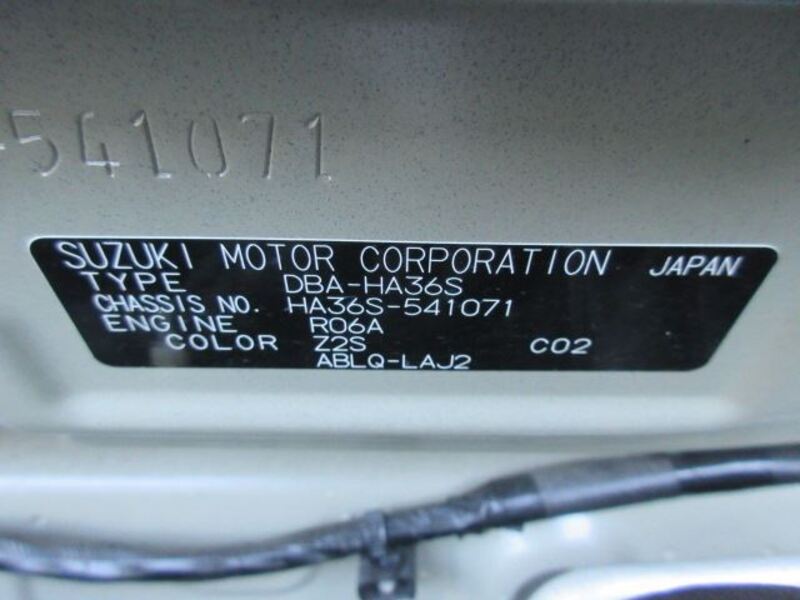 -541071
SUZUKI MOTOR CORPORATION JAPAN
TYPE DBA-HA36S
CHASSIS NO. HA36S-541071
ENGINE R06A
COLOR Z2S C02
ABLQ-LAJ2